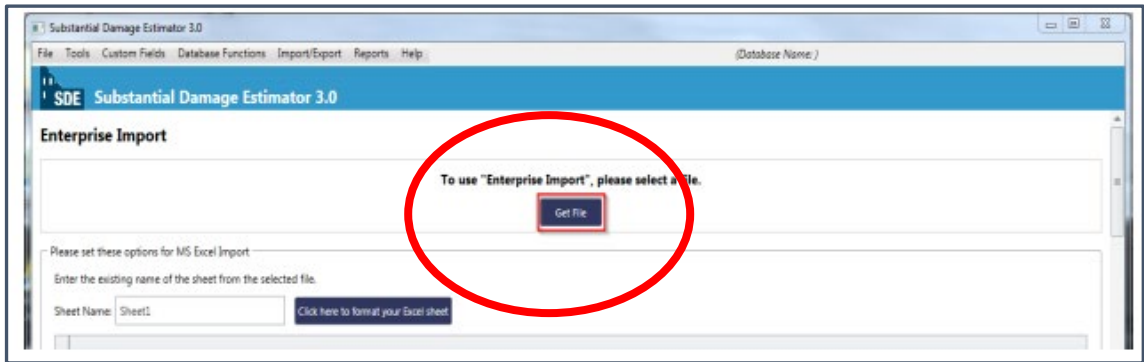 Substantial Damage Estimator 3.0
File Tools Custom Fields Database Functions Import/Export Reports Help (Database Name: )
SDE Substantial Damage Estimator 3.0
Enterprise Import
To use "Enterprise Import", please select a file.
Get File
Please set these options for MS Excel Import
Enter the existing name of the sheet from the selected file.
Sheet Name: Sheet1 Click here to format your Excel sheet